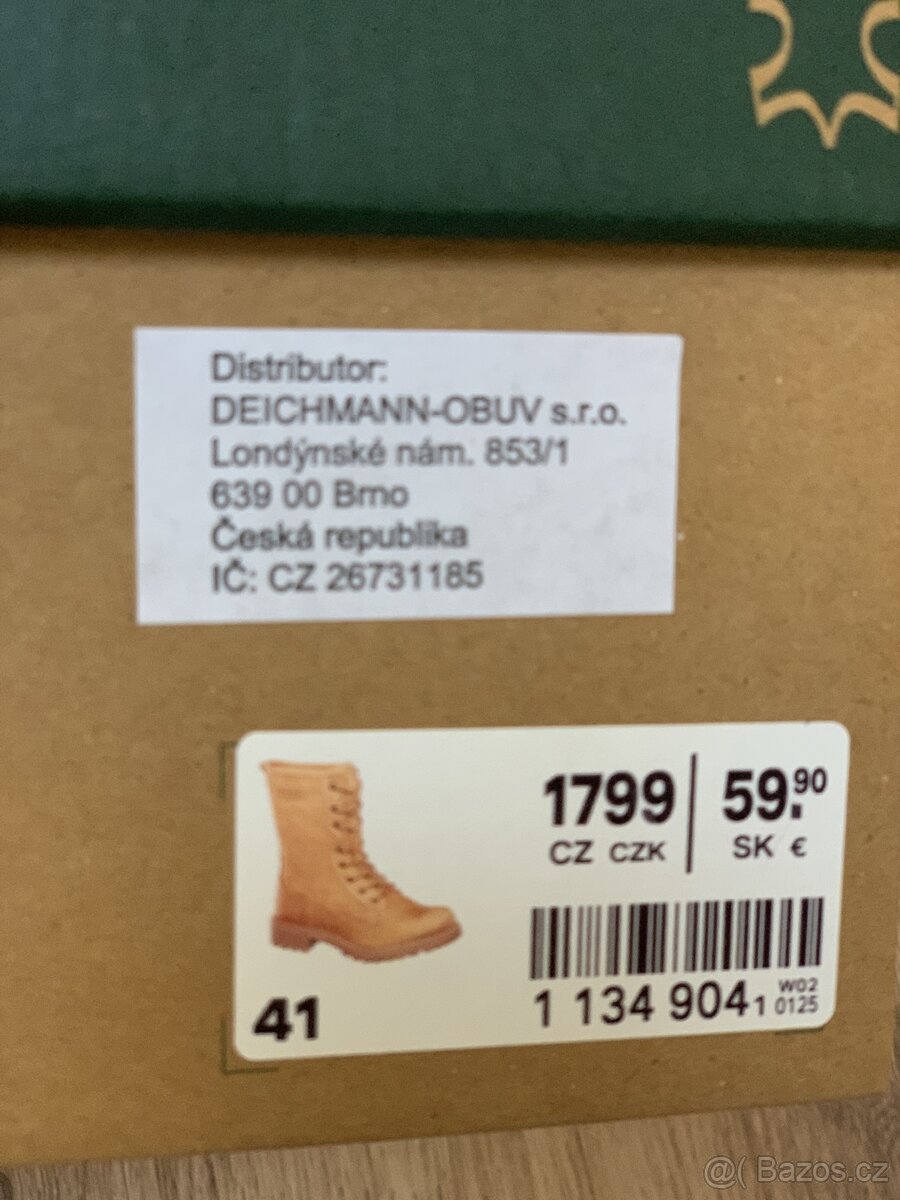 Distributor:
DEICHMANN-OBUV s.r.o.
Londýnské nám. 853/1
639 00 Brno
Česká republika
IČ: CZ 26731185
1799 59.90
CZ CZK SK €
41
1 134 904 1 W02 0125
@( Bazos.cz